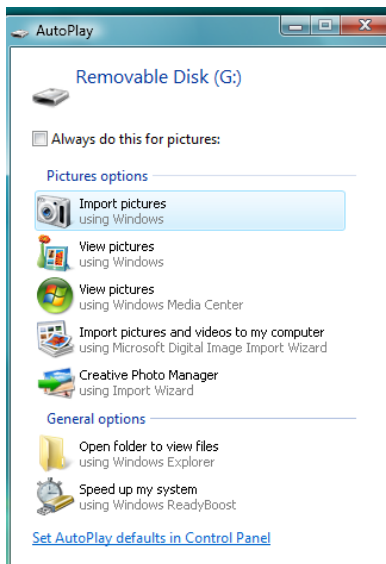 AutoPlay
Removable Disk (G:)
Always do this for pictures:
Pictures options
Import pictures
using Windows
View pictures
using Windows
View pictures
using Windows Media Center
Import pictures and videos to my computer
using Microsoft Digital Image Import Wizard
Creative Photo Manager
using Import Wizard
General options
Open folder to view files
using Windows Explorer
Speed up my system
using Windows ReadyBoost
Set AutoPlay defaults in Control Panel